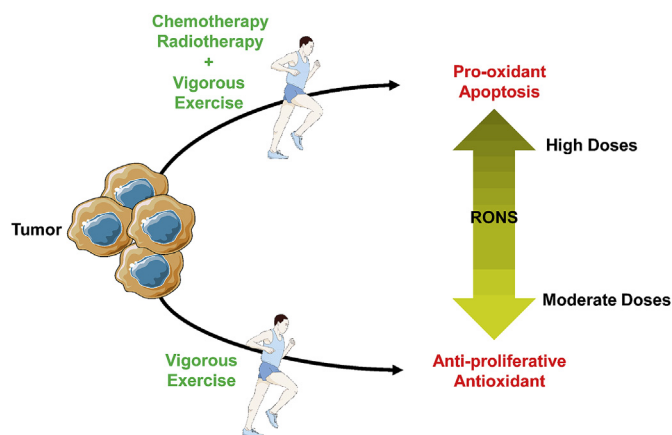 Chemotherapy
Radiotherapy
+
Vigorous
Exercise
Pro-oxidant
Apoptosis
High Doses
Tumor
RONS
Moderate Doses
Vigorous
Exercise
Anti-proliferative
Antioxidant